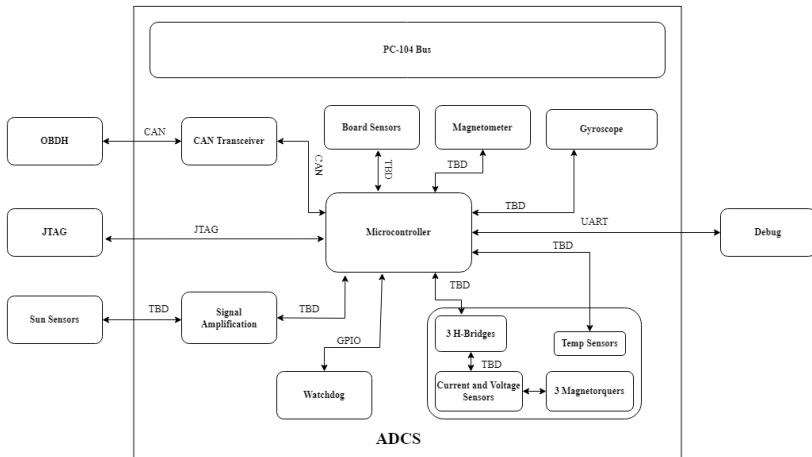 PC-104 Bus
OBDH
CAN
CAN Transceiver
CAN
Board Sensors
TBD
Magnetometer
TBD
Gyroscope
TBD
JTAG
JTAG
Microcontroller
UART
Debug
TBD
Sun Sensors
TBD
Signal
Amplification
TBD
TBD
GPIO
Watchdog
3 H-Bridges
Temp Sensors
TBD
Current and Voltage
Sensors
3 Magnetorquers
ADCS